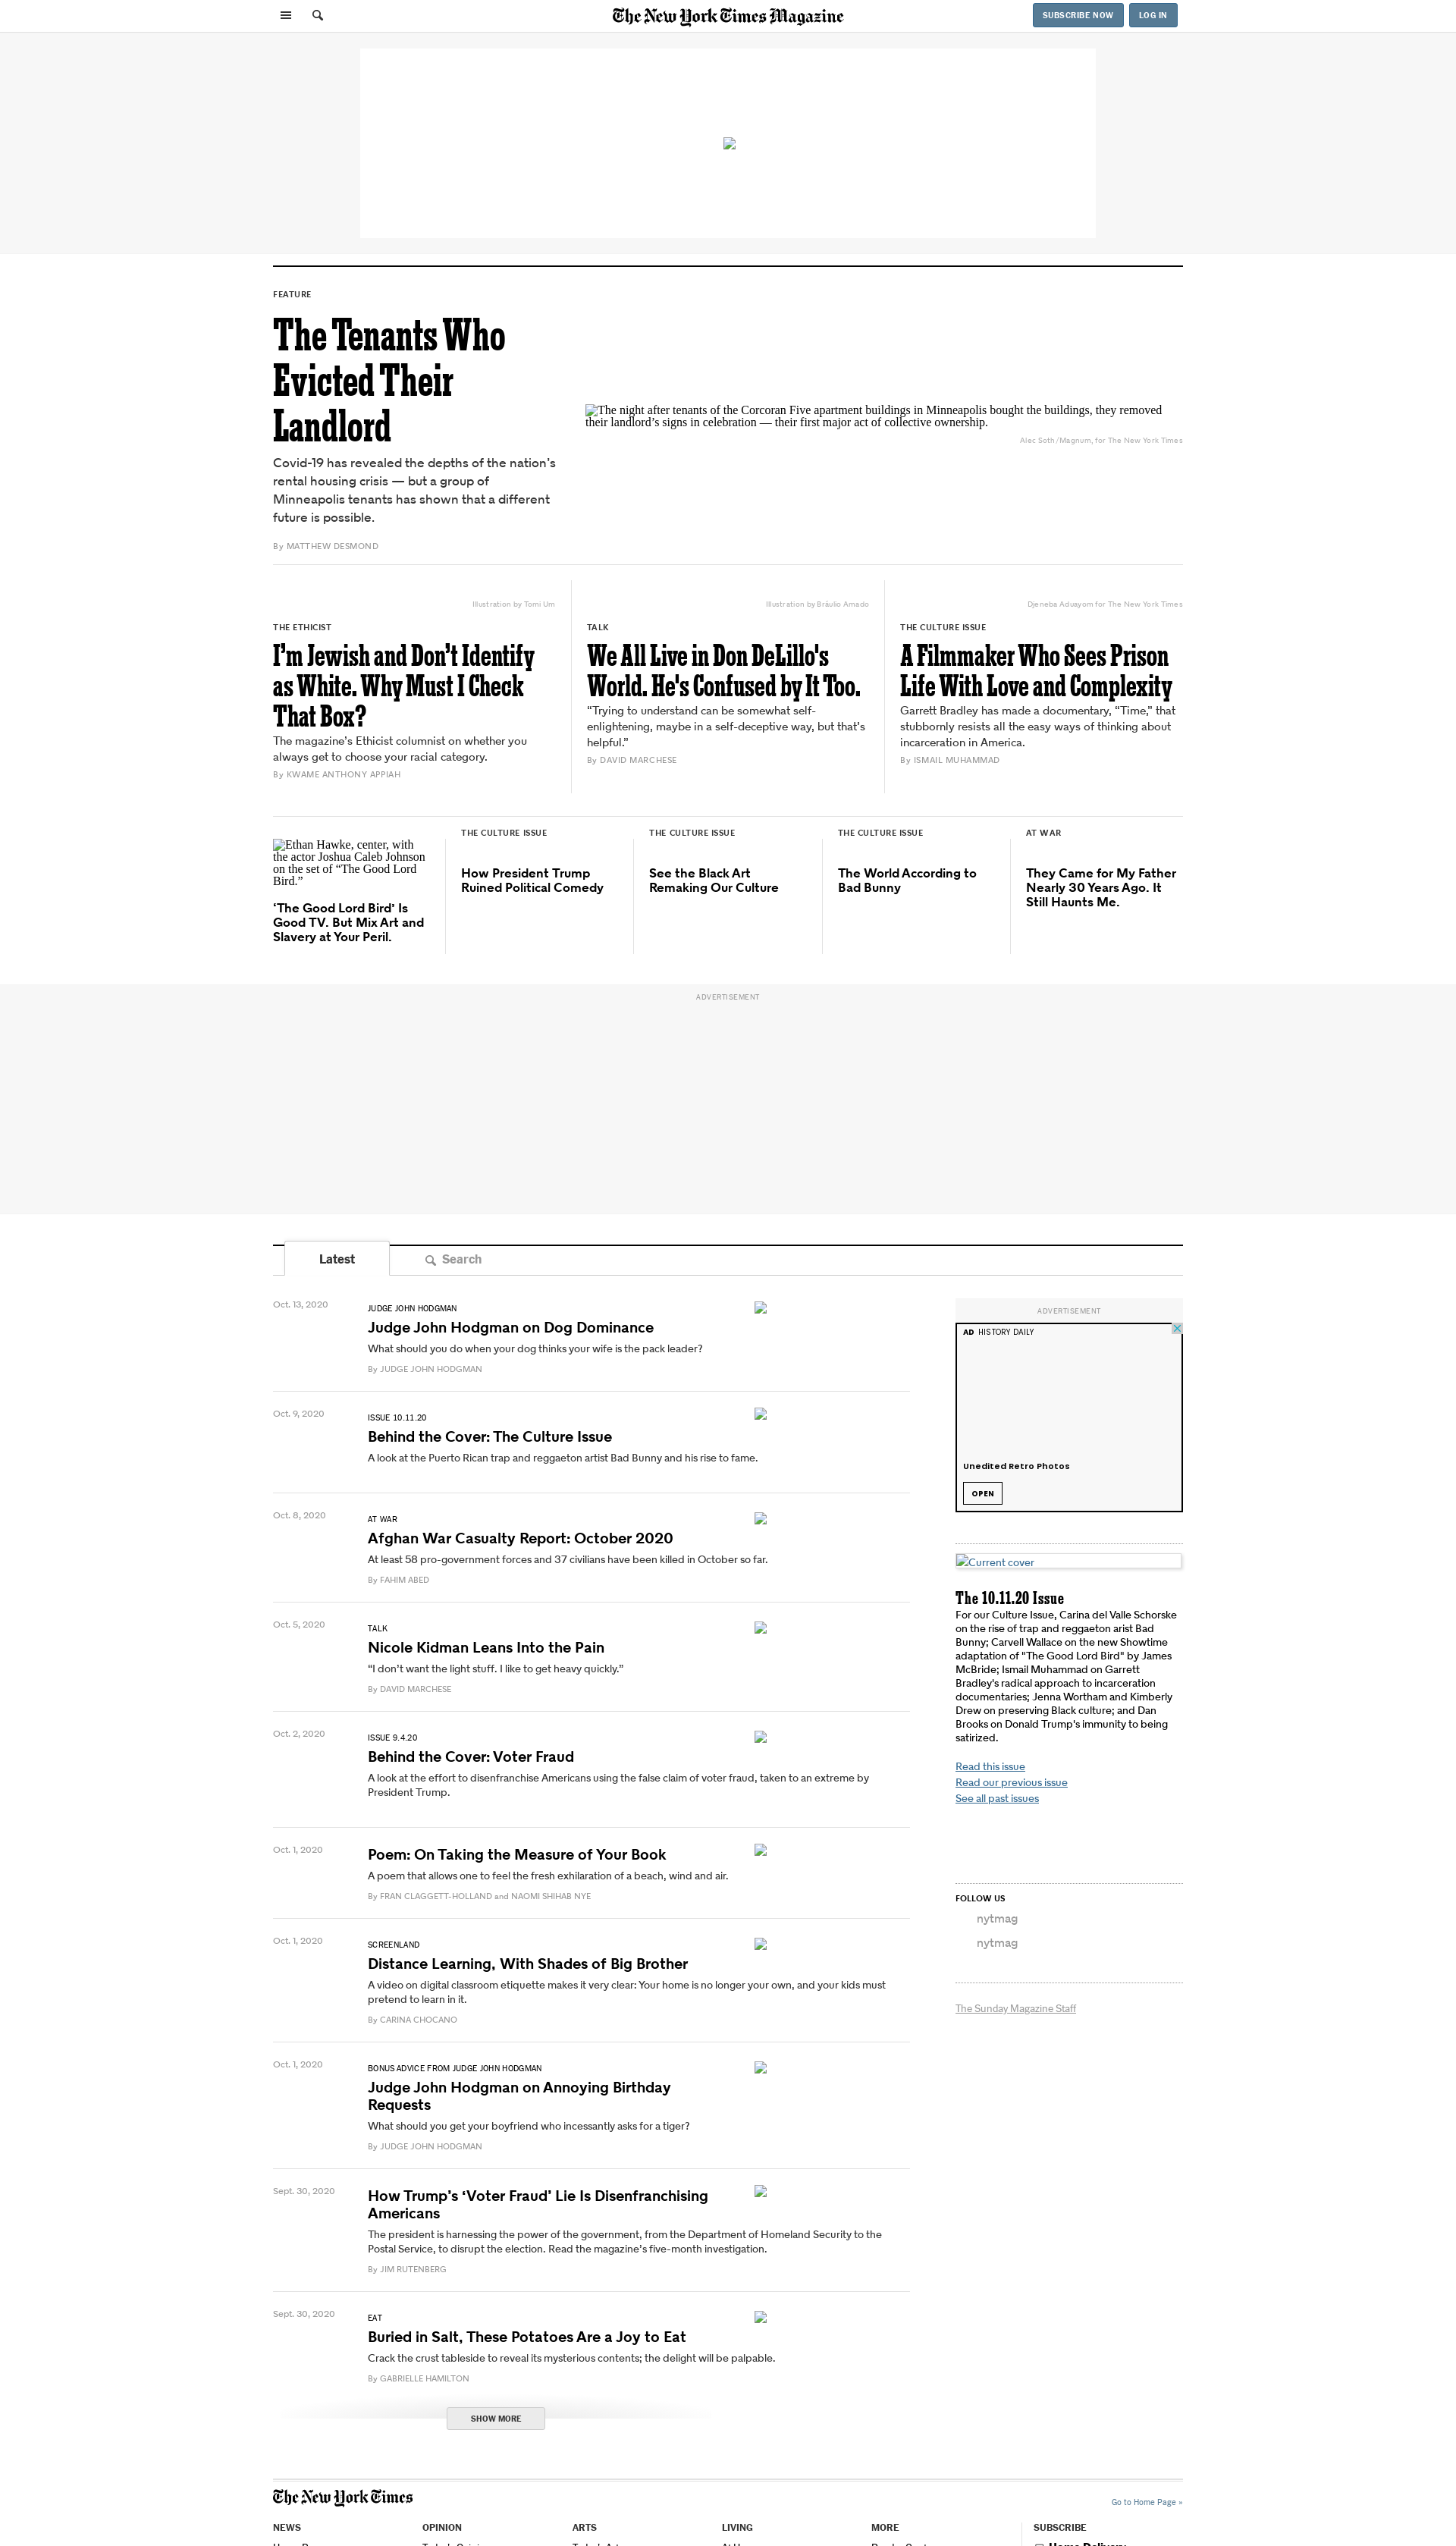 The New York Times Magazine
SUBSCRIBE NOW
LOG IN
FEATURE
The Tenants Who
Evicted Their
Landlord
Covid-19 has revealed the depths of the nation’s
rental housing crisis — but a group of
Minneapolis tenants has shown that a different
future is possible.
By MATTHEW DESMOND
The night after tenants of the Corcoran Five apartment buildings in Minneapolis bought the buildings, they removed
their landlord’s signs in celebration — their first major act of collective ownership.
Alec Soth/Magnum, for The New York Times
Illustration by Tomi Um
THE ETHICIST
I’m Jewish and Don’t Identify
as White. Why Must I Check
That Box?
The magazine’s Ethicist columnist on whether you
always get to choose your racial category.
By KWAME ANTHONY APPIAH
Illustration by Bráulio Amado
TALK
We All Live in Don DeLillo's
World. He's Confused by It Too.
“Trying to understand can be somewhat self-
enlightening, maybe in a self-deceptive way, but that’s
helpful.”
By DAVID MARCHESE
Djeneba Aduayom for The New York Times
THE CULTURE ISSUE
A Filmmaker Who Sees Prison
Life With Love and Complexity
Garrett Bradley has made a documentary, “Time,” that
stubbornly resists all the easy ways of thinking about
incarceration in America.
By ISMAIL MUHAMMAD
Ethan Hawke, center, with
the actor Joshua Caleb Johnson
on the set of “The Good Lord
Bird.”
‘The Good Lord Bird’ Is
Good TV. But Mix Art and
Slavery at Your Peril.
THE CULTURE ISSUE
How President Trump
Ruined Political Comedy
THE CULTURE ISSUE
See the Black Art
Remaking Our Culture
THE CULTURE ISSUE
The World According to
Bad Bunny
AT WAR
They Came for My Father
Nearly 30 Years Ago. It
Still Haunts Me.
ADVERTISEMENT
Latest
Search
Oct. 13, 2020
JUDGE JOHN HODGMAN
Judge John Hodgman on Dog Dominance
What should you do when your dog thinks your wife is the pack leader?
By JUDGE JOHN HODGMAN
Oct. 9, 2020
ISSUE 10.11.20
Behind the Cover: The Culture Issue
A look at the Puerto Rican trap and reggaeton artist Bad Bunny and his rise to fame.
Oct. 8, 2020
AT WAR
Afghan War Casualty Report: October 2020
At least 58 pro-government forces and 37 civilians have been killed in October so far.
By FAHIM ABED
Oct. 5, 2020
TALK
Nicole Kidman Leans Into the Pain
“I don’t want the light stuff. I like to get heavy quickly.”
By DAVID MARCHESE
Oct. 2, 2020
ISSUE 9.4.20
Behind the Cover: Voter Fraud
A look at the effort to disenfranchise Americans using the false claim of voter fraud, taken to an extreme by
President Trump.
Oct. 1, 2020
Poem: On Taking the Measure of Your Book
A poem that allows one to feel the fresh exhilaration of a beach, wind and air.
By FRAN CLAGGETT-HOLLAND and NAOMI SHIHAB NYE
Oct. 1, 2020
SCREENLAND
Distance Learning, With Shades of Big Brother
A video on digital classroom etiquette makes it very clear: Your home is no longer your own, and your kids must
pretend to learn in it.
By CARINA CHOCANO
Oct. 1, 2020
BONUS ADVICE FROM JUDGE JOHN HODGMAN
Judge John Hodgman on Annoying Birthday
Requests
What should you get your boyfriend who incessantly asks for a tiger?
By JUDGE JOHN HODGMAN
Sept. 30, 2020
How Trump’s ‘Voter Fraud’ Lie Is Disenfranchising
Americans
The president is harnessing the power of the government, from the Department of Homeland Security to the
Postal Service, to disrupt the election. Read the magazine’s five-month investigation.
By JIM RUTENBERG
Sept. 30, 2020
EAT
Buried in Salt, These Potatoes Are a Joy to Eat
Crack the crust tableside to reveal its mysterious contents; the delight will be palpable.
By GABRIELLE HAMILTON
SHOW MORE
ADVERTISEMENT
AD HISTORY DAILY
Unedited Retro Photos
OPEN
Current cover
The 10.11.20 Issue
For our Culture Issue, Carina del Valle Schorske
on the rise of trap and reggaeton arist Bad
Bunny; Carvell Wallace on the new Showtime
adaptation of "The Good Lord Bird" by James
McBride; Ismail Muhammad on Garrett
Bradley's radical approach to incarceration
documentaries; Jenna Wortham and Kimberly
Drew on preserving Black culture; and Dan
Brooks on Donald Trump's immunity to being
satirized.
Read this issue
Read our previous issue
See all past issues
FOLLOW US
nytmag
nytmag
The Sunday Magazine Staff
The New York Times
Go to Home Page »
NEWS
OPINION
ARTS
LIVING
MORE
SUBSCRIBE